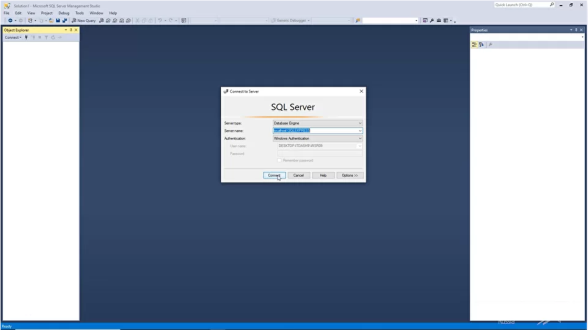 Solution1 - Microsoft SQL Server Management Studio
Quick Launch (Ctrl+Q)
File Edit View Project Debug Tools Window Help
New Query
Generic Debugger
Object Explorer
Properties
Connect
Connect to Server
SQL Server
Server type: Database Engine
Server name:
Authentication: Windows Authentication
User name:
Password:
Remember password
Connect Cancel Help Options >>
Ready